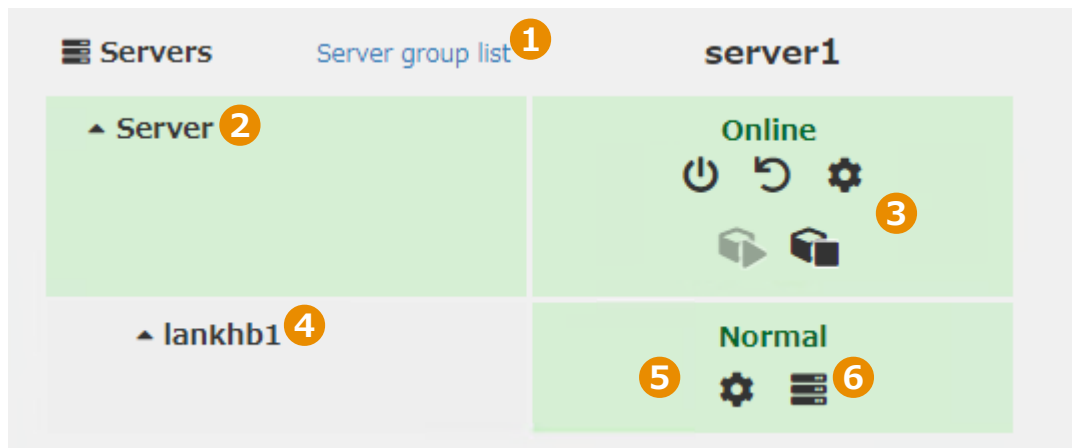 Servers Server group list 1 server1
Server 2 Online
3
lankhb1 4 Normal
5 6